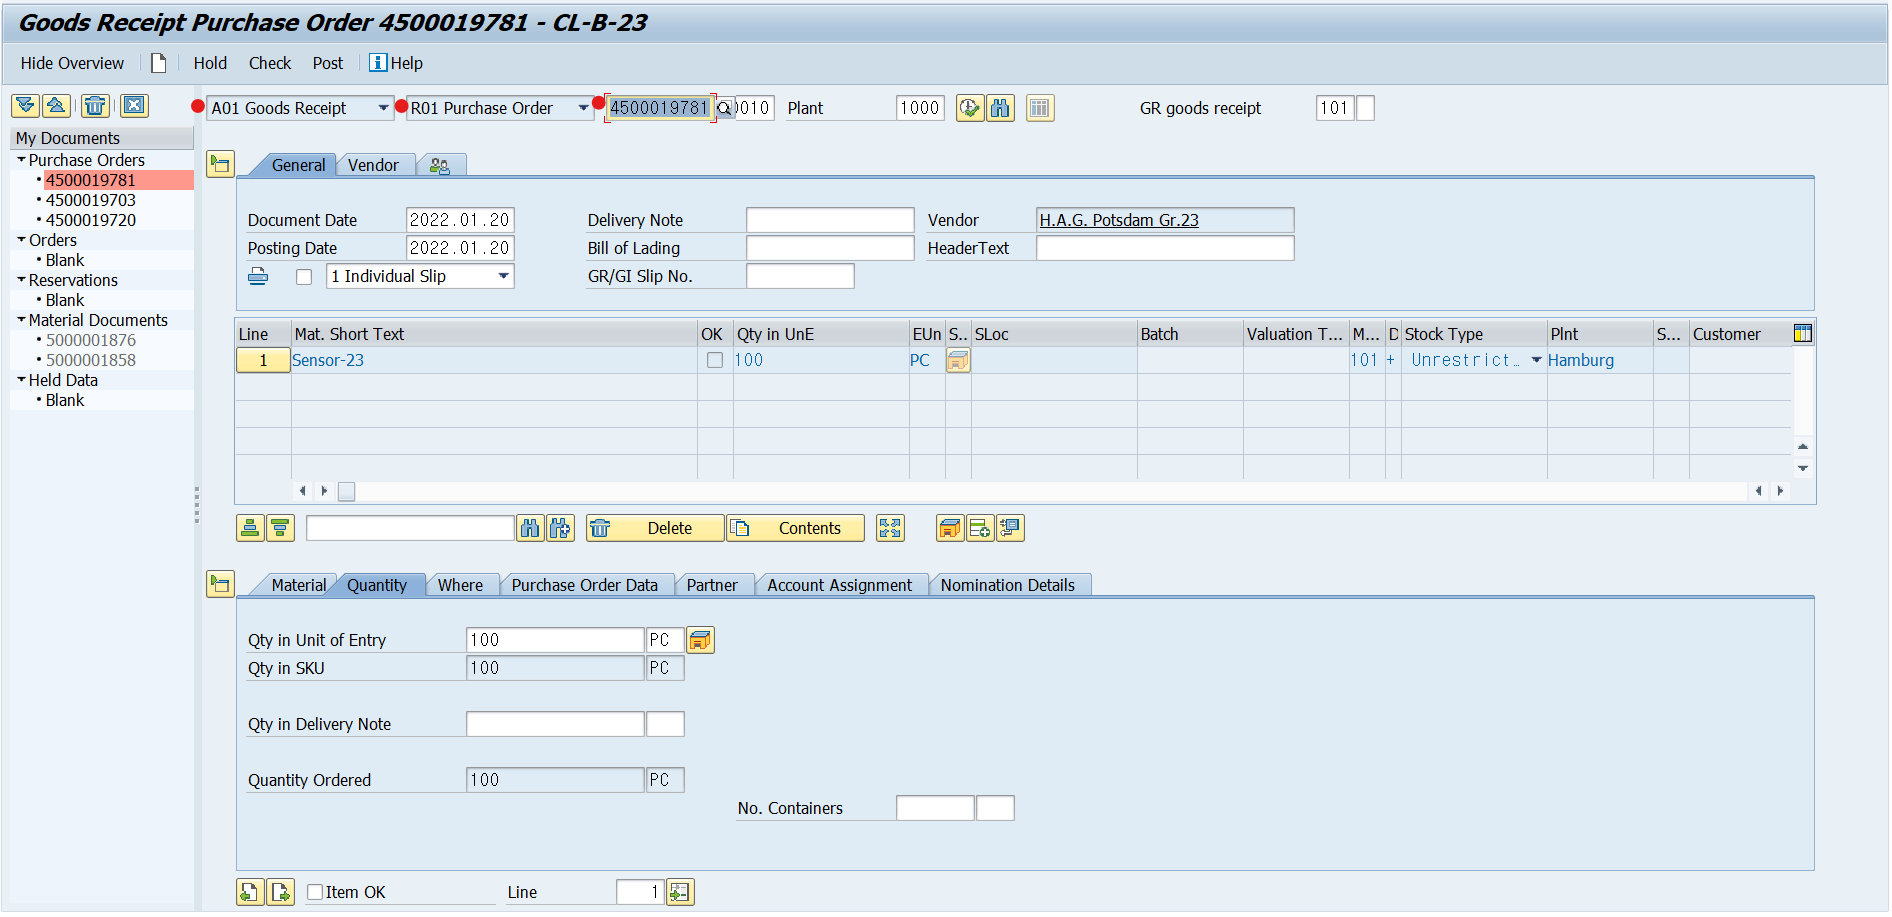 Goods Receipt Purchase Order 4500019781 - CL-B-23
Hide Overview Hold Check Post Help
A01 Goods Receipt R01 Purchase Order 4500019781 0010 Plant 1000 GR goods receipt 101
My Documents
Purchase Orders
4500019781
4500019703
4500019720
Orders
Blank
Reservations
Blank
Material Documents
5000001876
5000001858
Held Data
Blank
General Vendor
Document Date 2022.01.20 Delivery Note Vendor H.A.G. Potsdam Gr.23
Posting Date 2022.01.20 Bill of Lading HeaderText
1 Individual Slip GR/GI Slip No.
Line Mat. Short Text OK Qty in UnE EUn S.. SLoc Batch Valuation T... M... D Stock Type Plnt S... Customer
1 Sensor-23 100 PC 101 + Unrestrict... Hamburg
Delete Contents
Material Quantity Where Purchase Order Data Partner Account Assignment Nomination Details
Qty in Unit of Entry 100 PC
Qty in SKU 100 PC
Qty in Delivery Note
Quantity Ordered 100 PC
No. Containers
Item OK Line 1